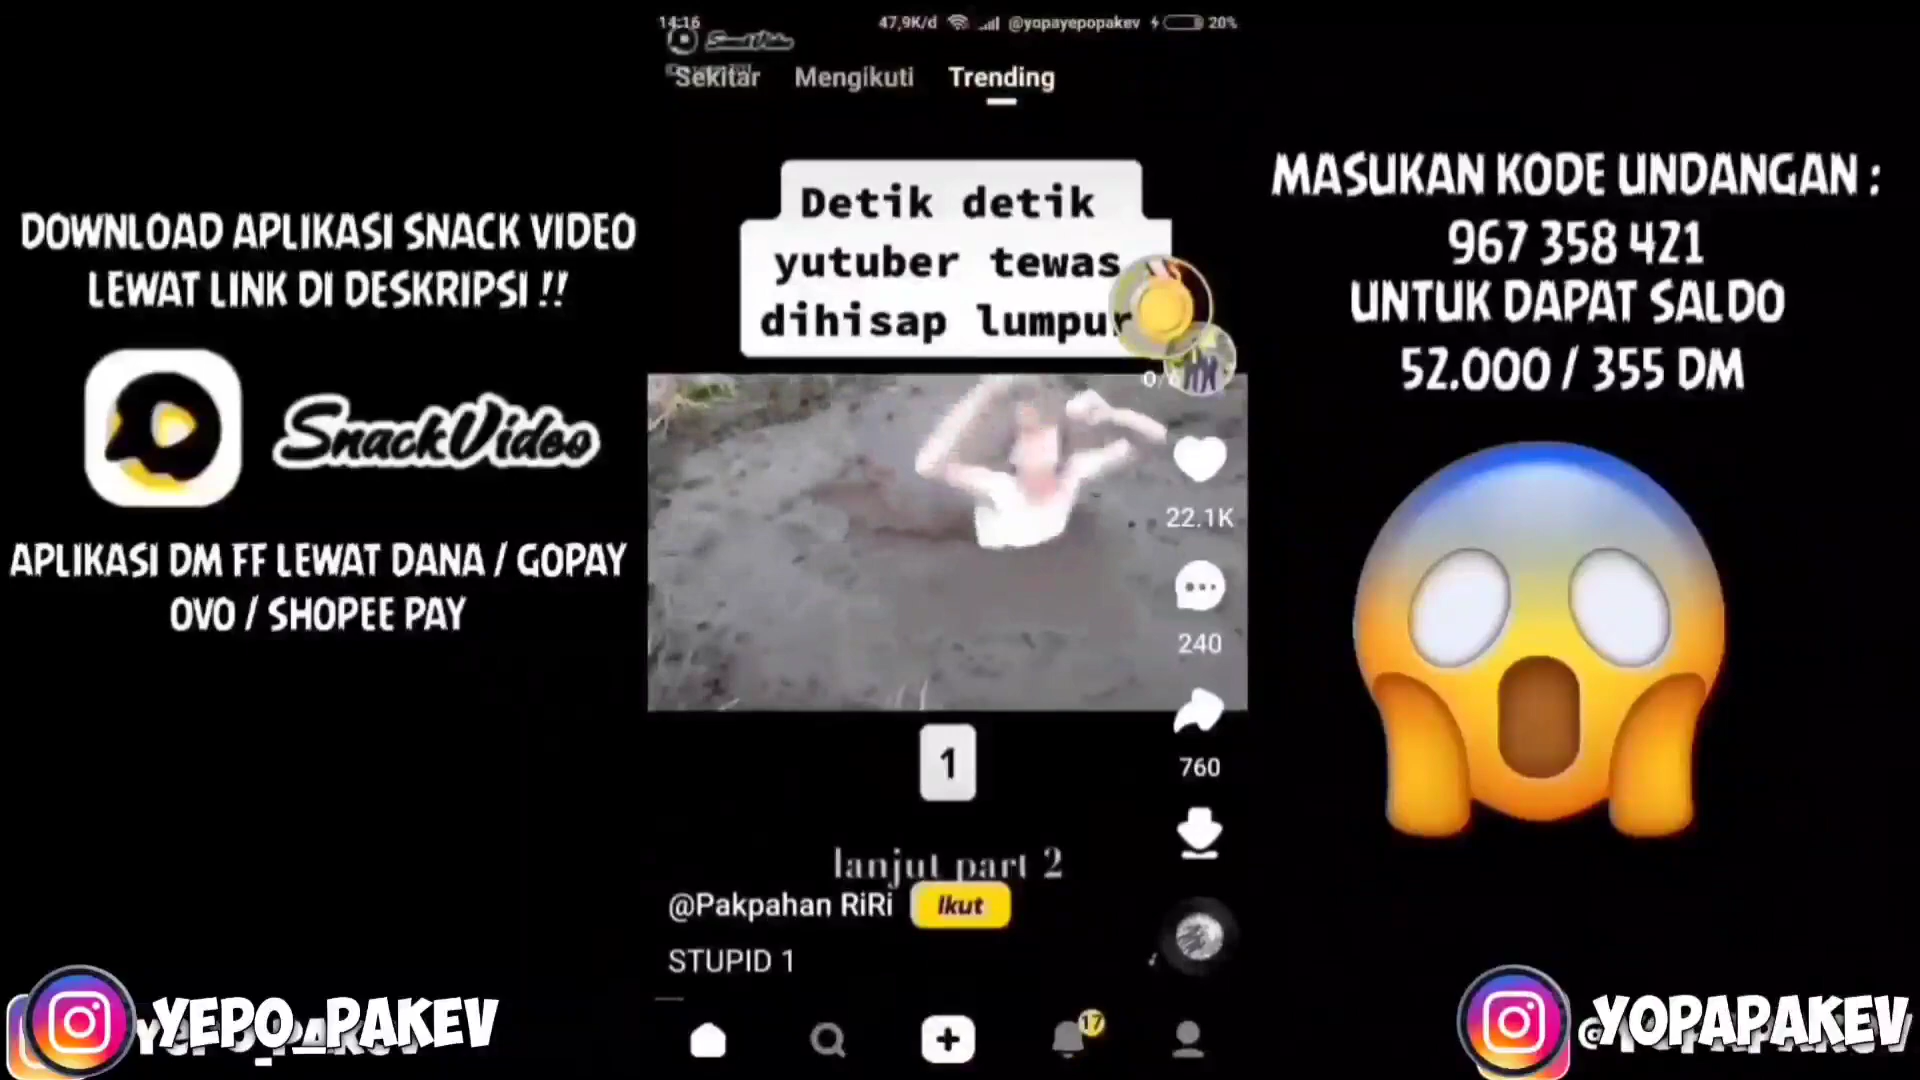 14:16
47,9K/d
@yopayepopakev
20%
SnackVideo
Sekitar Mengikuti Trending
Detik detik
yutuber tewas
dihisap lumpur
DOWNLOAD APLIKASI SNACK VIDEO
LEWAT LINK DI DESKRIPSI !!
SnackVideo
APLIKASI DM FF LEWAT DANA / GOPAY
OVO / SHOPEE PAY
MASUKAN KODE UNDANGAN :
967 358 421
UNTUK DAPAT SALDO
52.000 / 355 DM
22.1K
240
760
1
lanjut part 2
@Pakpahan RiRi
Ikut
STUPID 1
17
YEPO_PAKEV
YOPAPAKEV